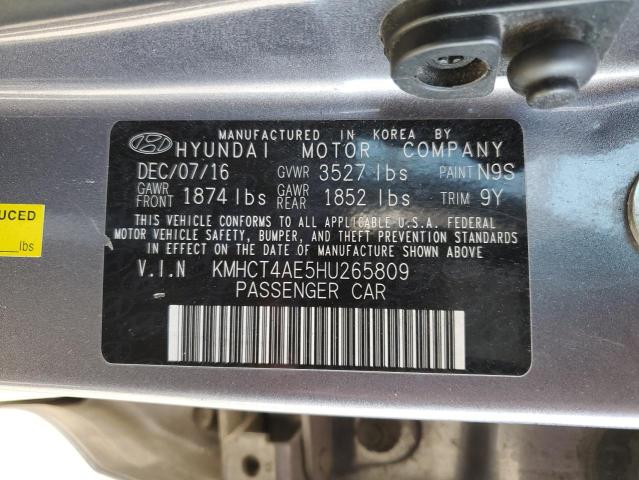 MANUFACTURED IN KOREA BY
HYUNDAI MOTOR COMPANY
DEC/07/16 GVWR 3527 lbs PAINT N9S
GAWR FRONT 1874 lbs GAWR REAR 1852 lbs TRIM 9Y
THIS VEHICLE CONFORMS TO ALL APPLICABLE U.S.A. FEDERAL
MOTOR VEHICLE SAFETY, BUMPER, AND THEFT PREVENTION STANDARDS
IN EFFECT ON THE DATE OF MANUFACTURE SHOWN ABOVE
V.I.N KMHCT4AE5HU265809
PASSENGER CAR
UCED
lbs